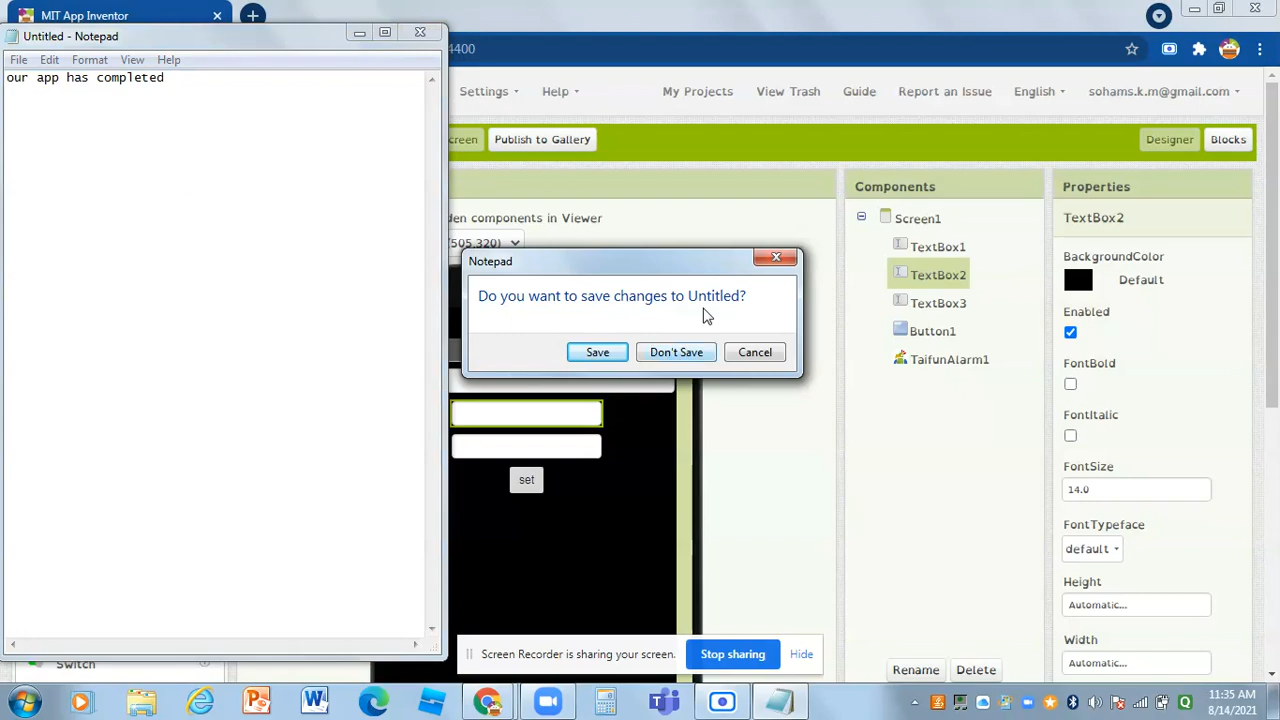 MIT App Inventor
Untitled - Notepad
4400
File Edit Format View Help
our app has completed
Settings Help My Projects View Trash Guide Report an Issue English sohams.k.m@gmail.com
Publish to Gallery Designer Blocks
Components Properties
den components in Viewer
Screen1
TextBox2
(505,320)
TextBox1
Notepad
BackgroundColor
TextBox2
Default
Do you want to save changes to Untitled?
TextBox3
Enabled
Button1
Save Don't Save Cancel
TaifunAlarm1
FontBold
FontItalic
FontSize
set
14.0
FontTypeface
default
Height
Automatic...
Width
Screen Recorder is sharing your screen. Stop sharing Hide
Automatic...
Switch
Rename Delete
11:35 AM
8/14/2021